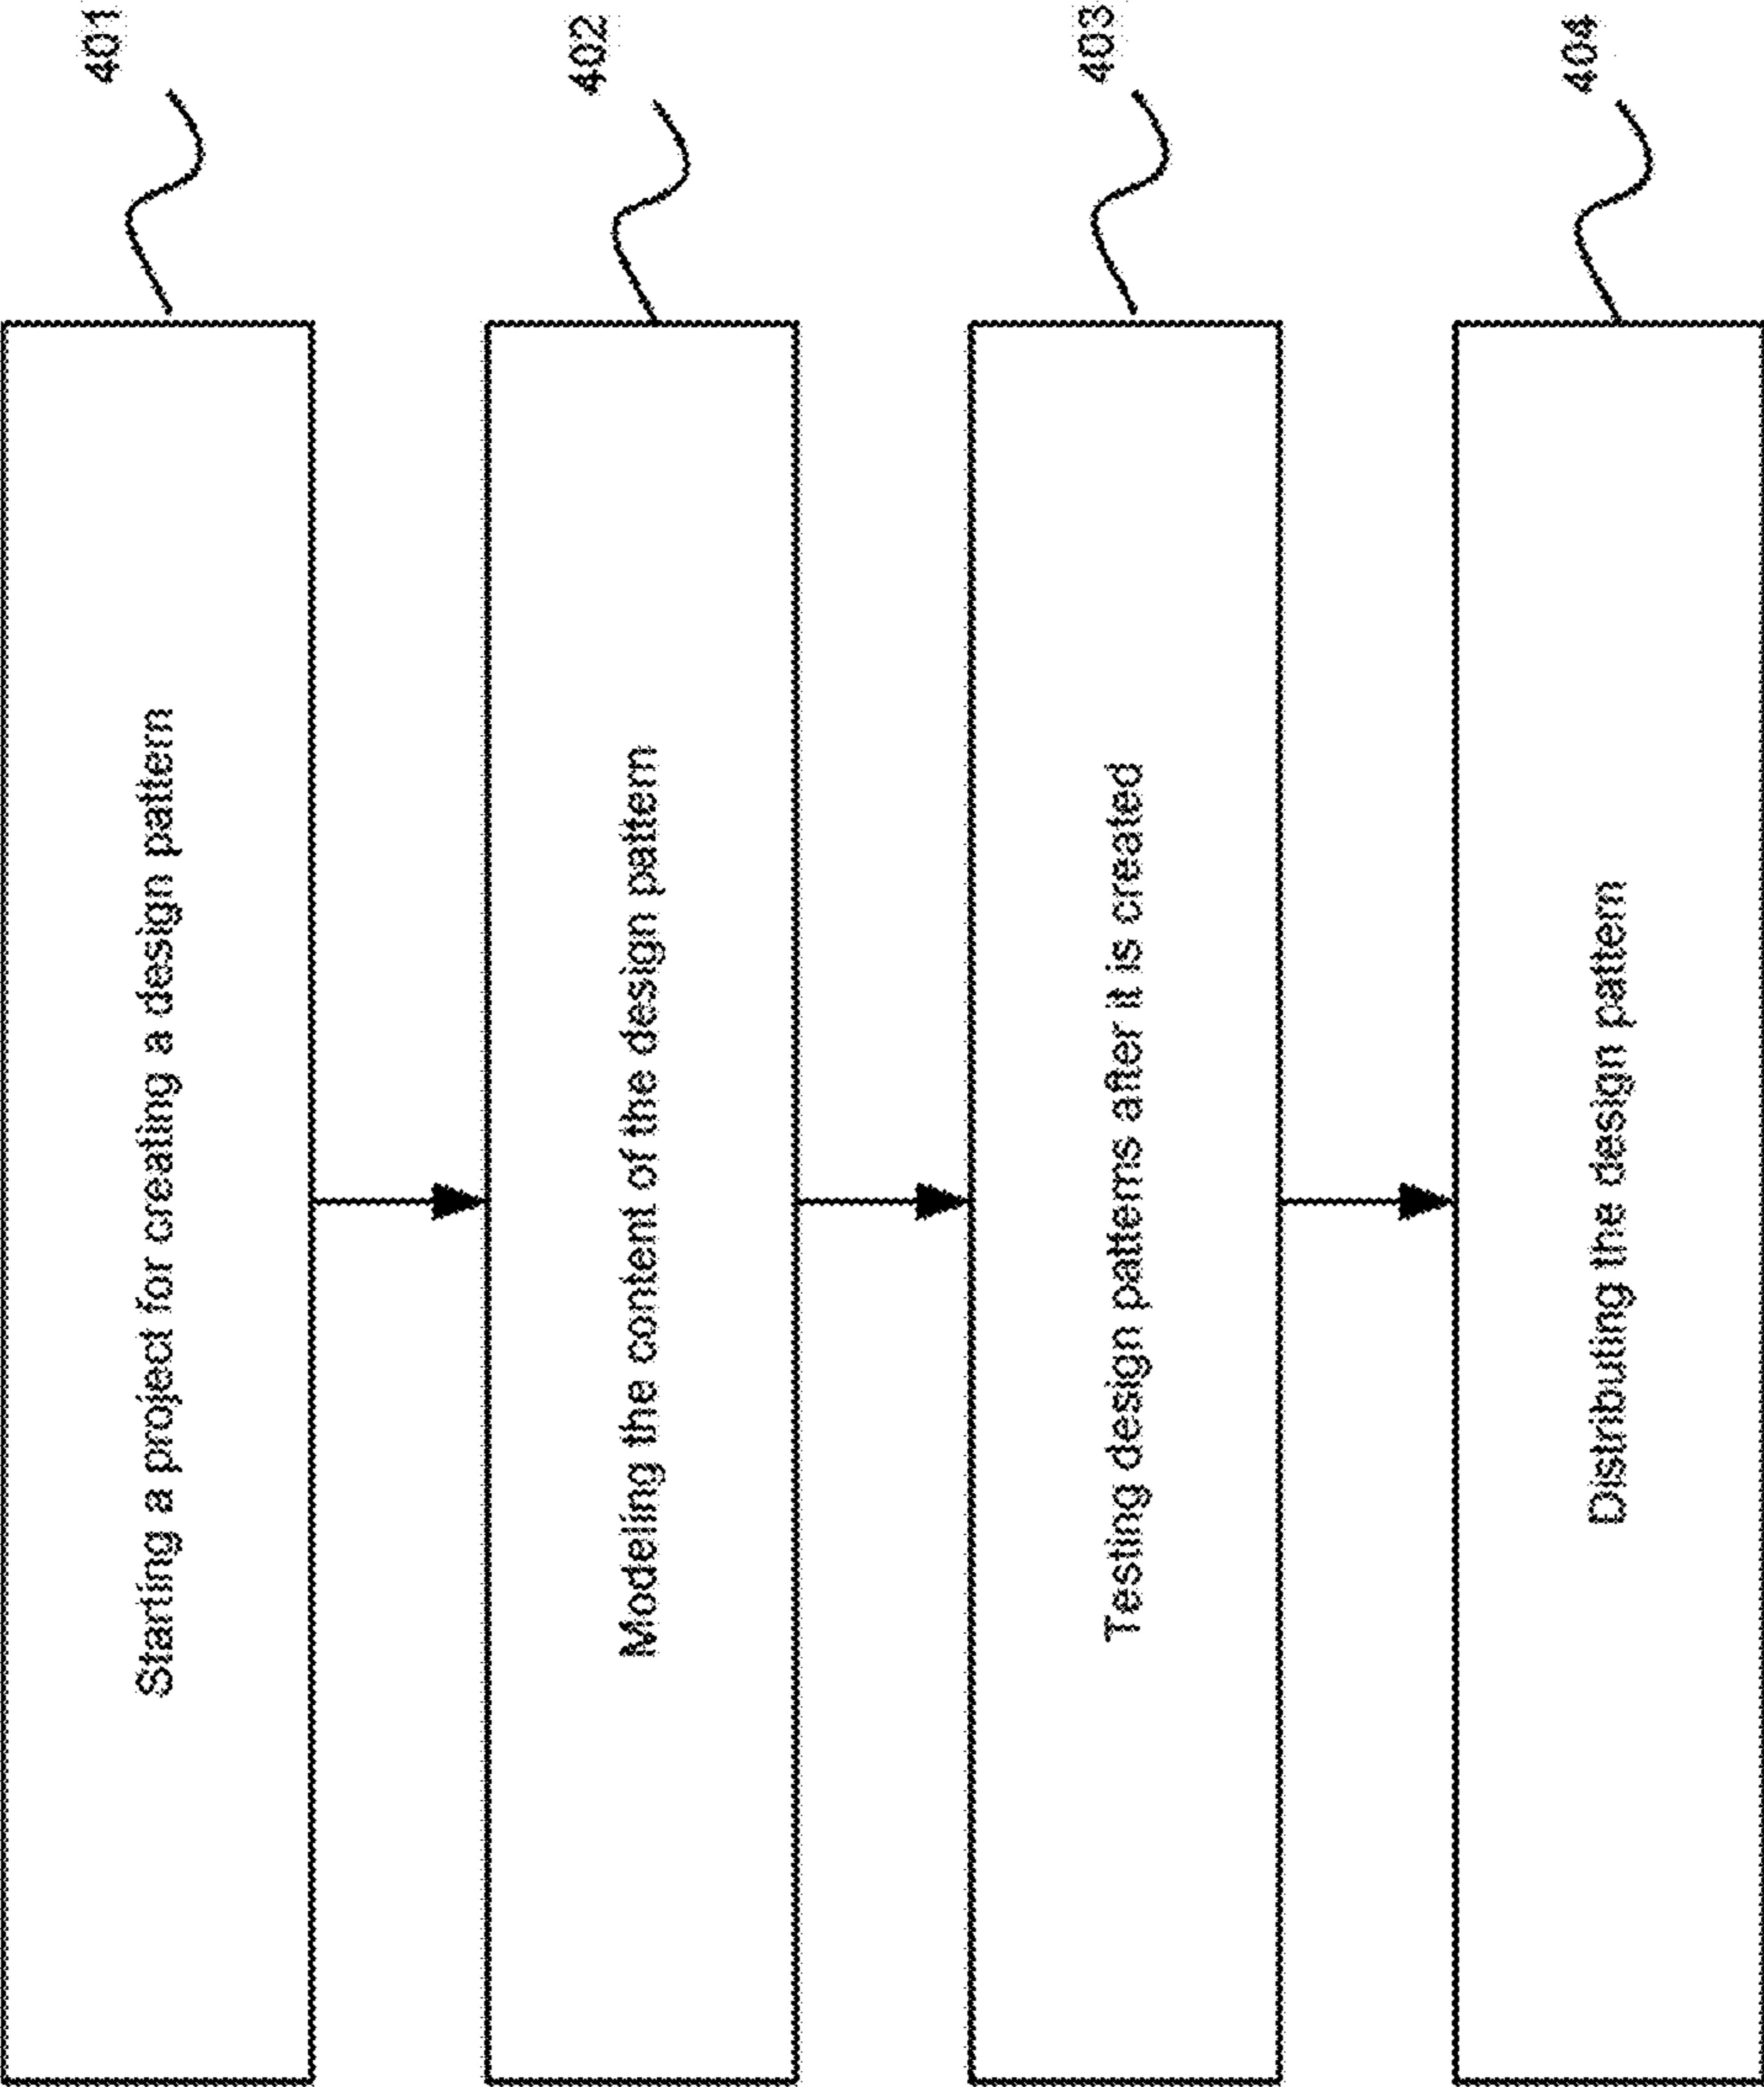 Starting a project for creating a design pattern
401
Modeling the content of the design pattern
402
Testing design patterns after it is created
403
Distributing the design pattern
404